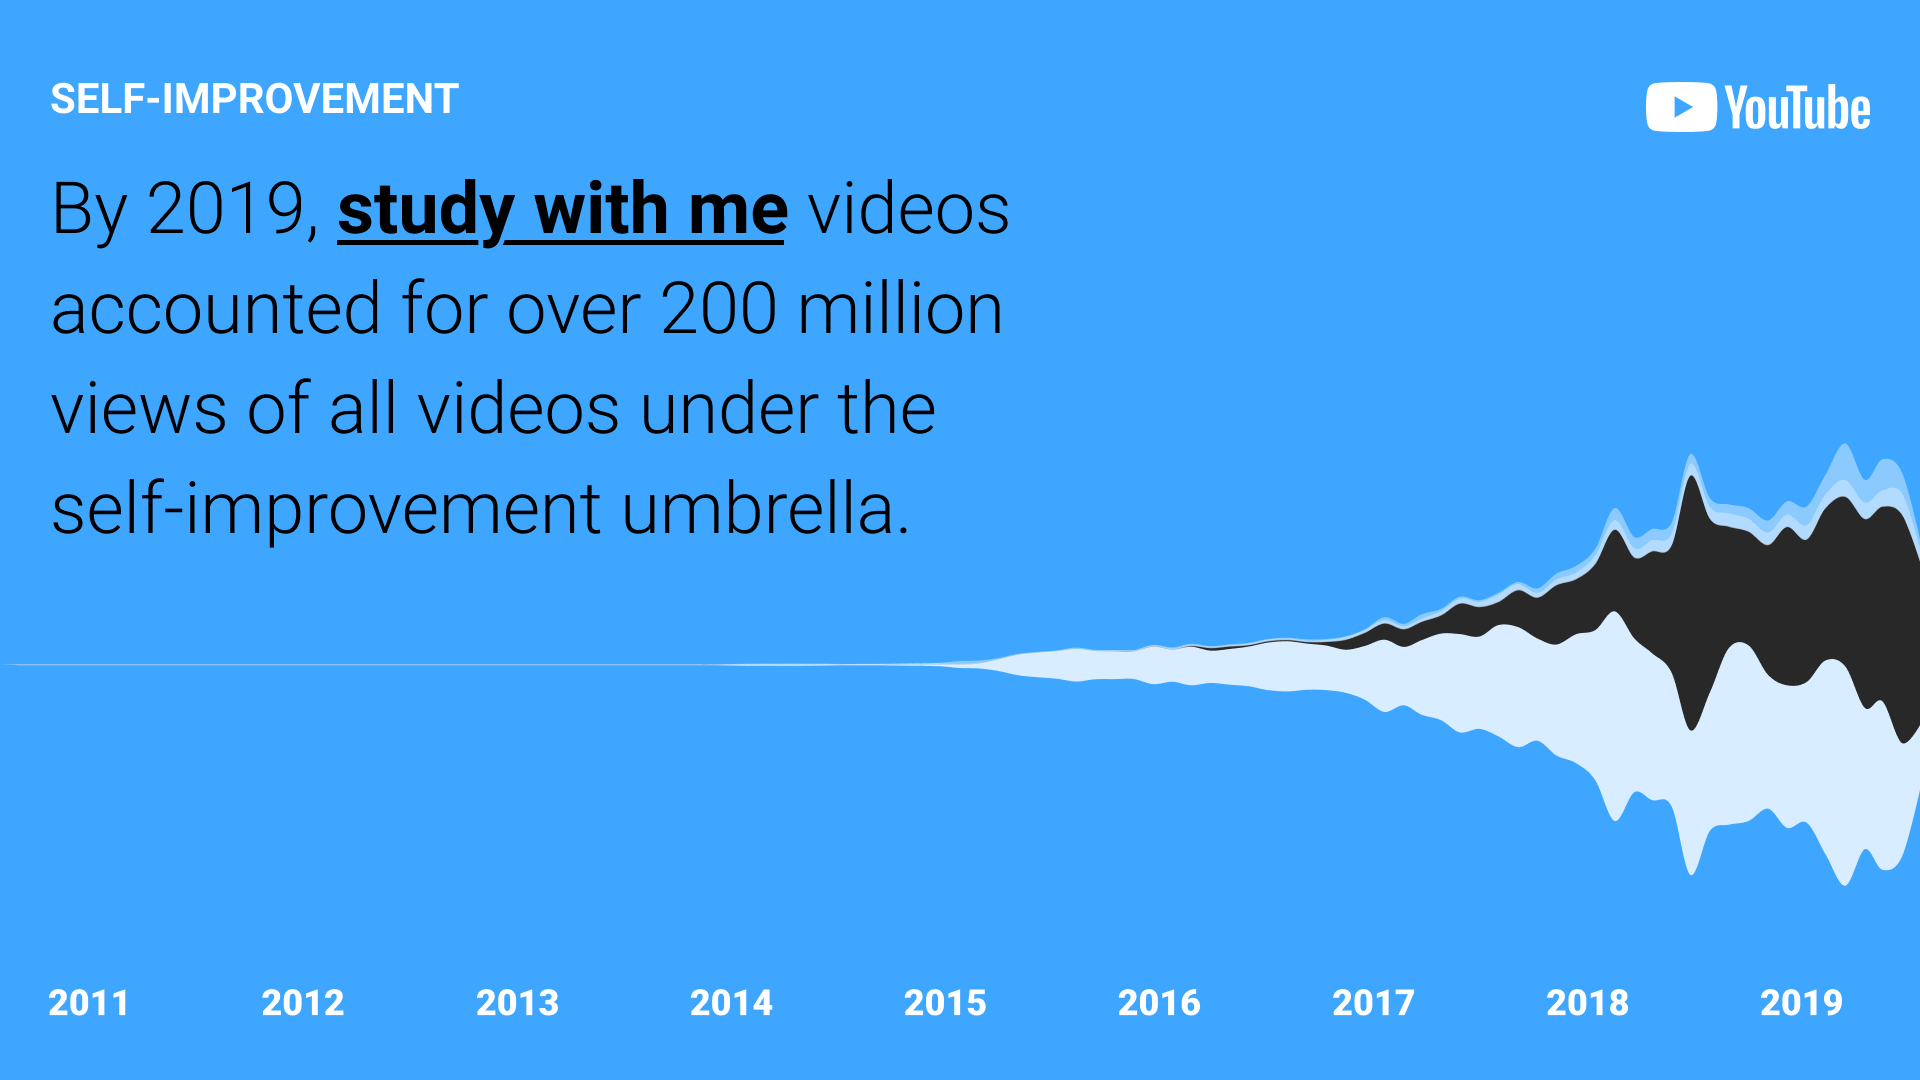 SELF-IMPROVEMENT
YouTube
By 2019, study with me videos
accounted for over 200 million
views of all videos under the
self-improvement umbrella.
2011 2012 2013 2014 2015 2016 2017 2018 2019